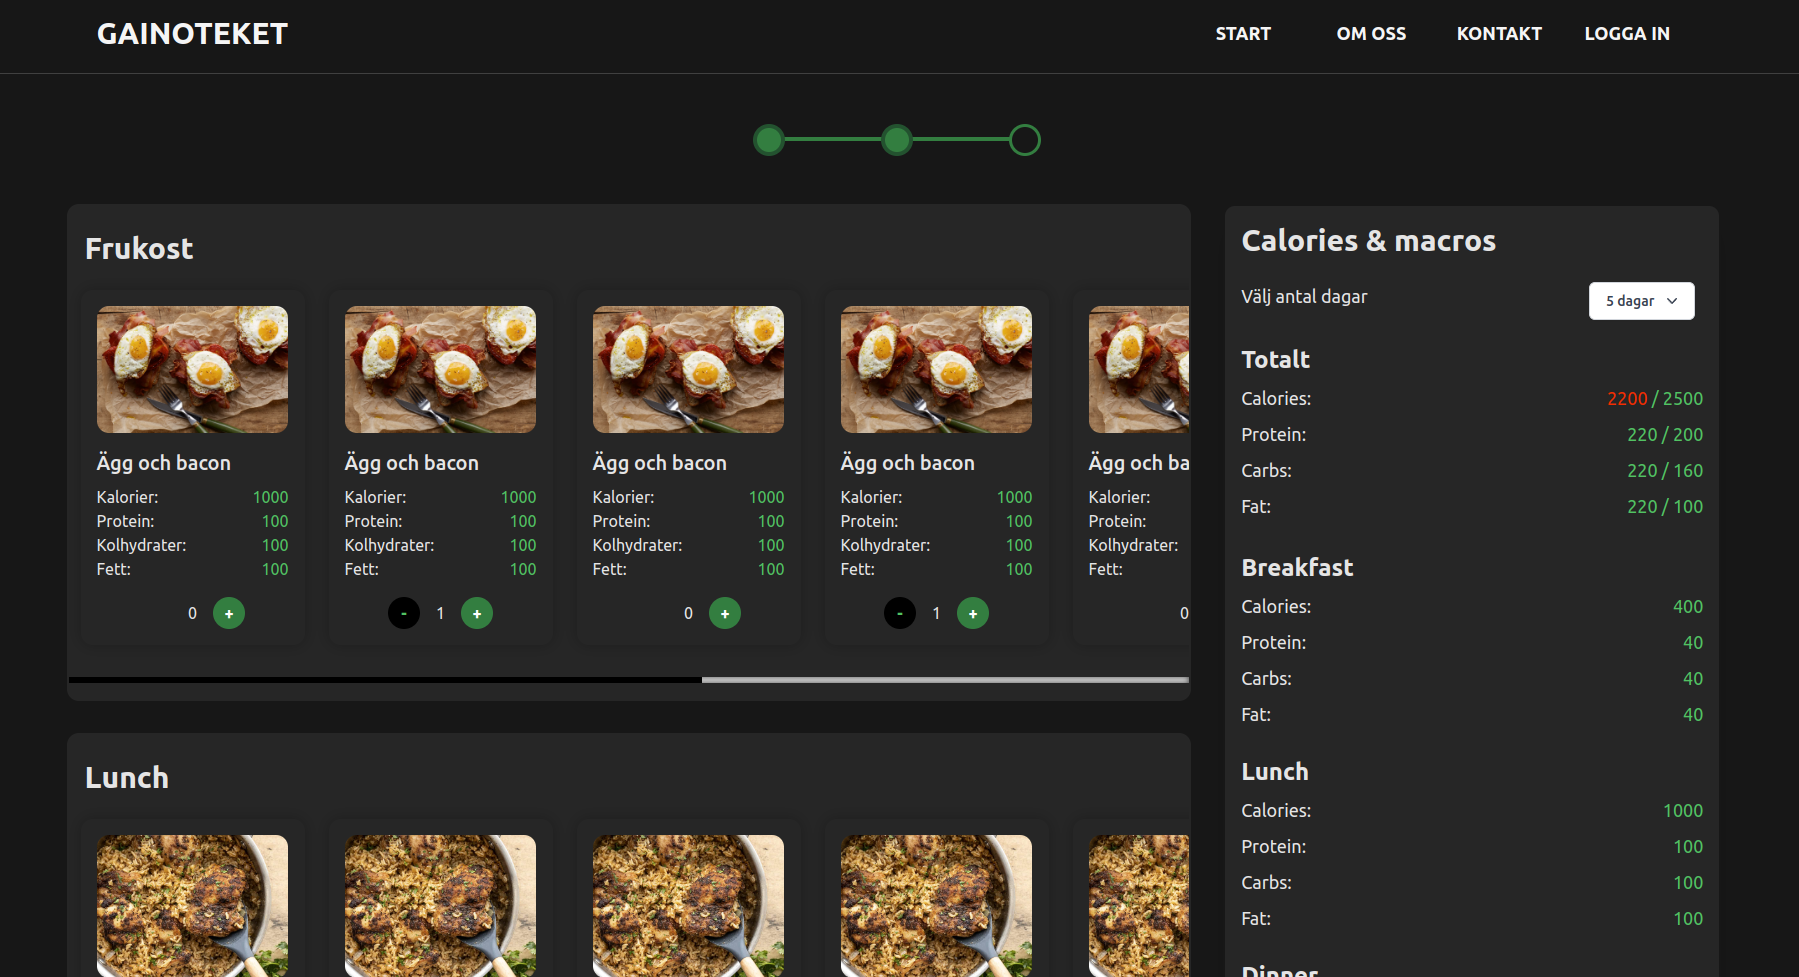 GAINOTEKET
START OM OSS KONTAKT LOGGA IN
Frukost
Ägg och bacon
Kalorier: 1000
Protein: 100
Kolhydrater: 100
Fett: 100
0 +
Ägg och bacon
Kalorier: 1000
Protein: 100
Kolhydrater: 100
Fett: 100
- 1 +
Ägg och bacon
Kalorier: 1000
Protein: 100
Kolhydrater: 100
Fett: 100
0 +
Ägg och bacon
Kalorier: 1000
Protein: 100
Kolhydrater: 100
Fett: 100
- 1 +
Ägg och ba
Kalorier:
Protein:
Kolhydrater:
Fett:
0
Lunch
Calories & macros
Välj antal dagar 5 dagar
Totalt
Calories: 2200 / 2500
Protein: 220 / 200
Carbs: 220 / 160
Fat: 220 / 100
Breakfast
Calories: 400
Protein: 40
Carbs: 40
Fat: 40
Lunch
Calories: 1000
Protein: 100
Carbs: 100
Fat: 100
Dinner